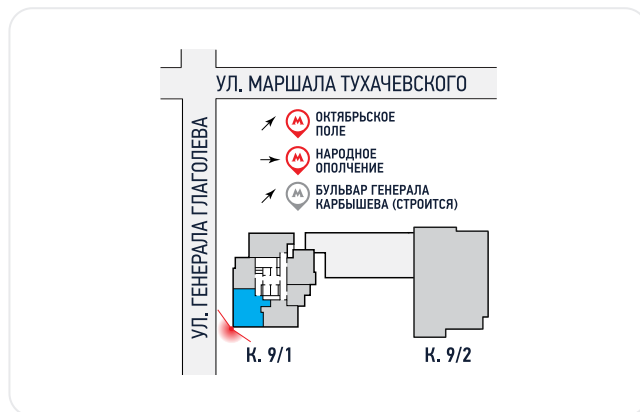 УЛ. МАРШАЛА ТУХАЧЕВСКОГО
УЛ. ГЕНЕРАЛА ГЛАГОЛЕВА
М ОКТЯБРЬСКОЕ
ПОЛЕ
М НАРОДНОЕ
ОПОЛЧЕНИЕ
М БУЛЬВАР ГЕНЕРАЛА
КАРБЫШЕВА (СТРОИТСЯ)
К. 9/1
К. 9/2